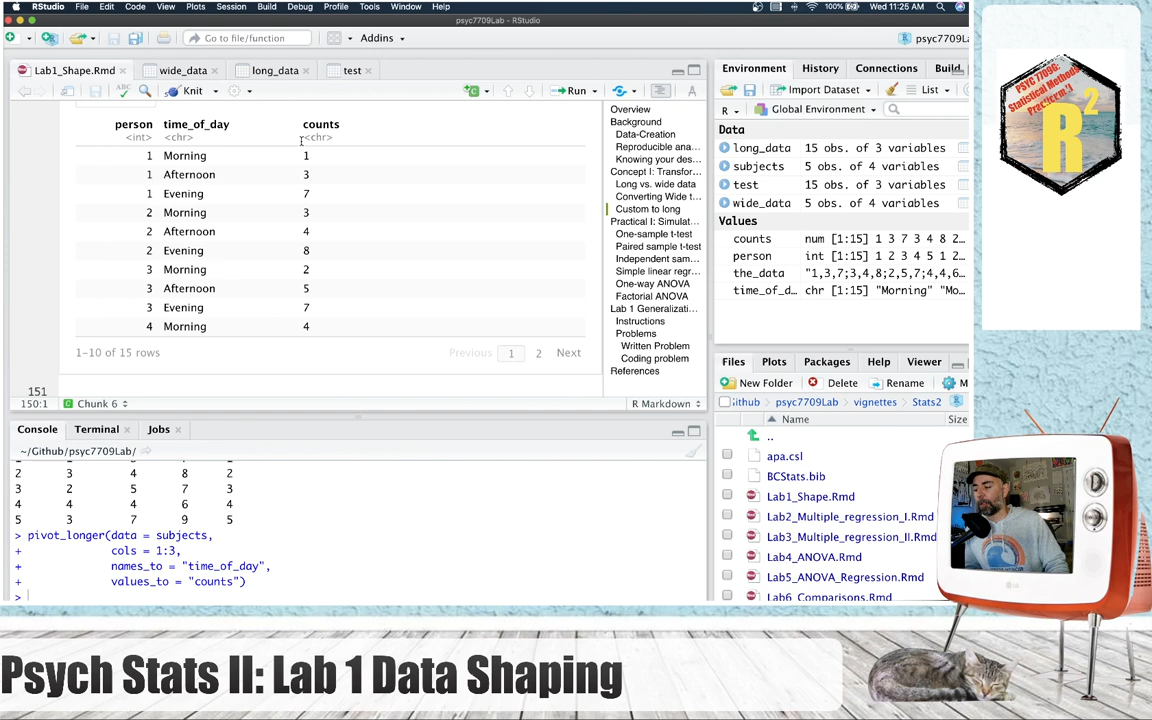 RStudio File Edit Code View Plots Session Build Debug Profile Tools Window Help 100% Wed 11:25 AM
psyc7709Lab - RStudio
Go to file/function Addins psyc7709La
Lab1_Shape.Rmd wide_data long_data test
ABC Knit Run
person time_of_day counts
<int> <chr> <chr>
1 Morning 1
1 Afternoon 3
1 Evening 7
2 Morning 3
2 Afternoon 4
2 Evening 8
3 Morning 2
3 Afternoon 5
3 Evening 7
4 Morning 4
1-10 of 15 rows Previous 1 2 Next
151
150:1 Chunk 6 R Markdown
Overview
Background
Data-Creation
Reproducible ana...
Knowing your des...
Concept I: Transfor...
Long vs. wide data
Converting Wide t...
Custom to long
Practical I: Simulat...
One-sample t-test
Paired sample t-test
Independent sam...
Simple linear regr...
One-way ANOVA
Factorial ANOVA
Lab 1 Generalizati...
Instructions
Problems
Written Problem
Coding problem
References
Console Terminal Jobs
~/Github/psyc7709Lab/
2 3 4 8 2
3 2 5 7 3
4 4 6 4
5 3 7 9 5
> pivot_longer(data = subjects,
+ cols = 1:3,
+ names_to = "time_of_day",
+ values_to = "counts")
>
Environment History Connections Build
Import Dataset List
R Global Environment
Data
long_data 15 obs. of 3 variables
subjects 5 obs. of 4 variables
test 15 obs. of 3 variables
wide_data 5 obs. of 4 variables
Values
counts num [1:15] 1 3 7 3 4 8 2…
person int [1:15] 1 2 3 4 5 1 2…
the_data "1,3,7;3,4,8;2,5,7;4,4,6…
time_of_d… chr [1:15] "Morning" "Mo…
Files Plots Packages Help Viewer
New Folder Delete Rename M
Github psyc7709Lab vignettes Stats2
Name Size
..
apa.csl
BCStats.bib
Lab1_Shape.Rmd
Lab2_Multiple_regression_I.Rmd
Lab3_Multiple_regression_II.Rmd
Lab4_ANOVA.Rmd
Lab5_ANOVA_Regression.Rmd
Lab6_Comparisons.Rmd
PSYC 7709G:
Statistical Methods
Practicum I
R2
LG
Psych Stats II: Lab 1 Data Shaping